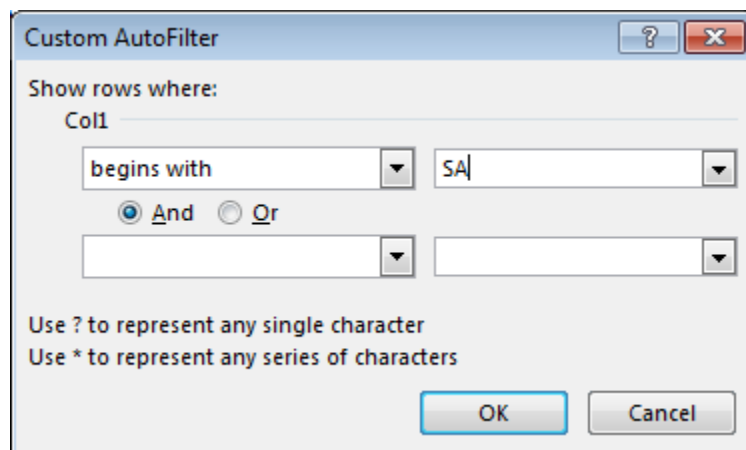 Custom AutoFilter ?
Show rows where:
Col1
begins with SA
And Or
Use ? to represent any single character
Use * to represent any series of characters
OK Cancel